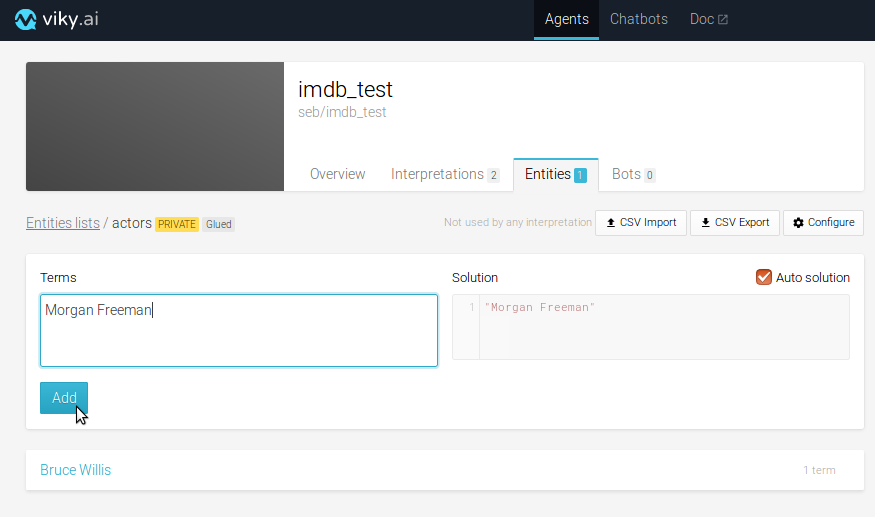 viky.ai
Agents Chatbots Doc
imdb_test
seb/imdb_test
Overview Interpretations 2 Entities 1 Bots 0
Entities lists / actors PRIVATE Glued Not used by any interpretation CSV Import CSV Export Configure
Terms Solution Auto solution
Morgan Freeman 1 "Morgan Freeman"
Add
Bruce Willis 1 term